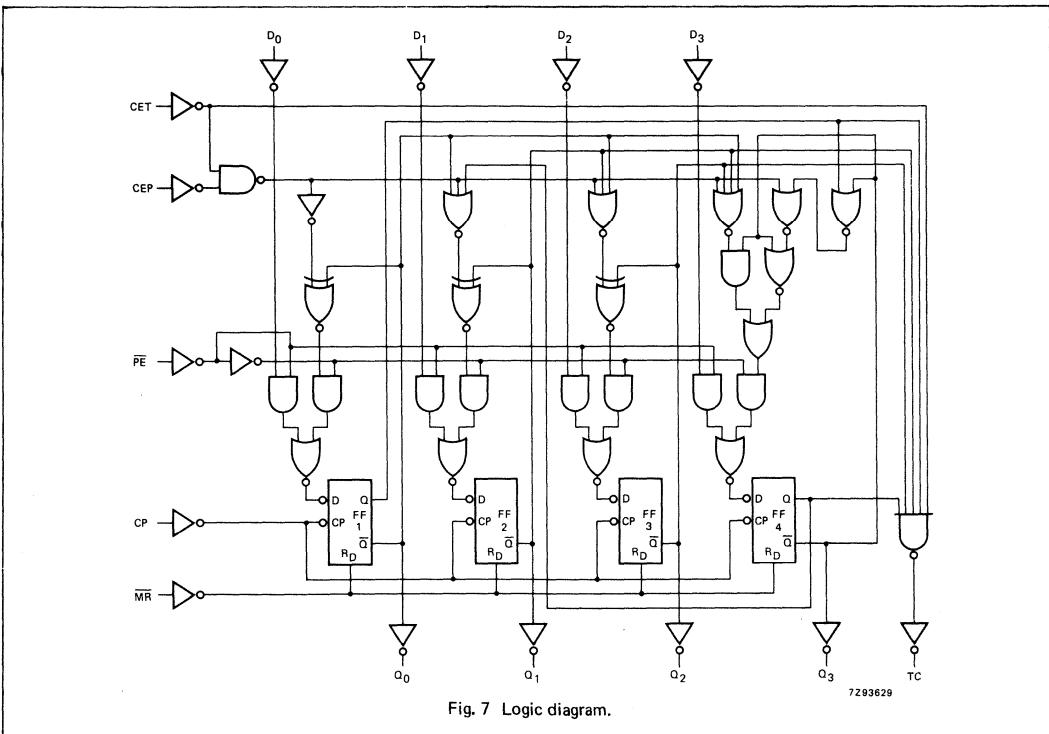 D0 D1 D2 D3
CET
CEP
PE
D Q FF 1 CP Q RD
D FF 2 CP Q RD
D FF 3 CP Q RD
D Q FF 4 CP Q RD
CP
MR
Q0 Q1 Q2 Q3 TC
7Z93629
Fig. 7 Logic diagram.